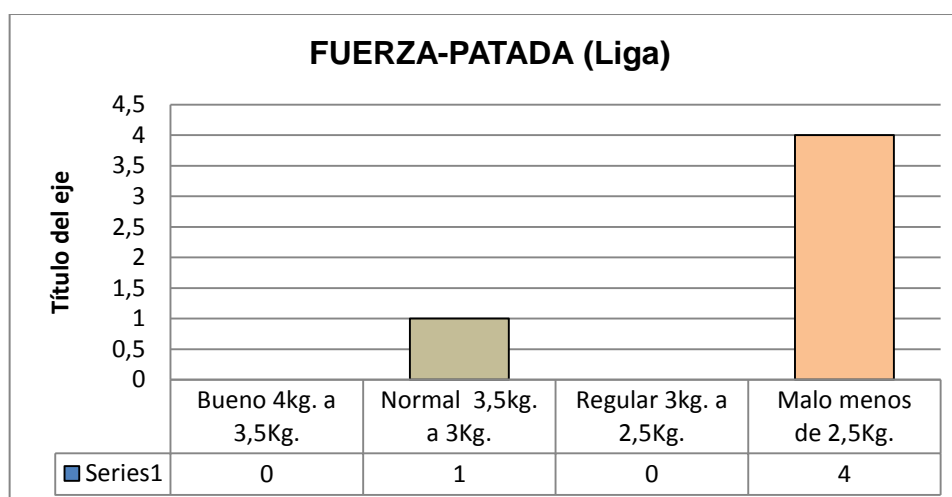 FUERZA-PATADA (Liga)
Título del eje
4,5
4
3,5
3
2,5
2
1,5
1
0,5
0
Bueno 4kg. a
3,5Kg.
Normal 3,5kg.
a 3Kg.
Regular 3kg. a
2,5Kg.
Malo menos
de 2,5Kg.
Series1 0 1 0 4